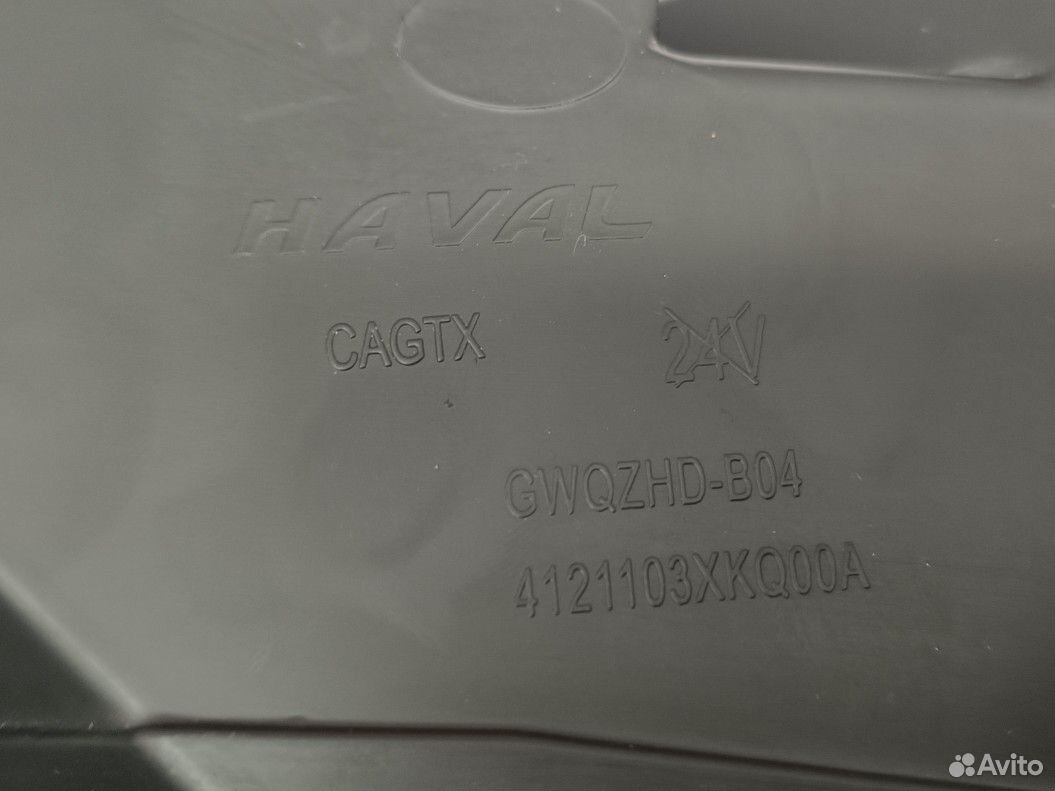 HAVAL
CAGTX 24V
GWQZHD-B04
4121103XKQ00A
Avito